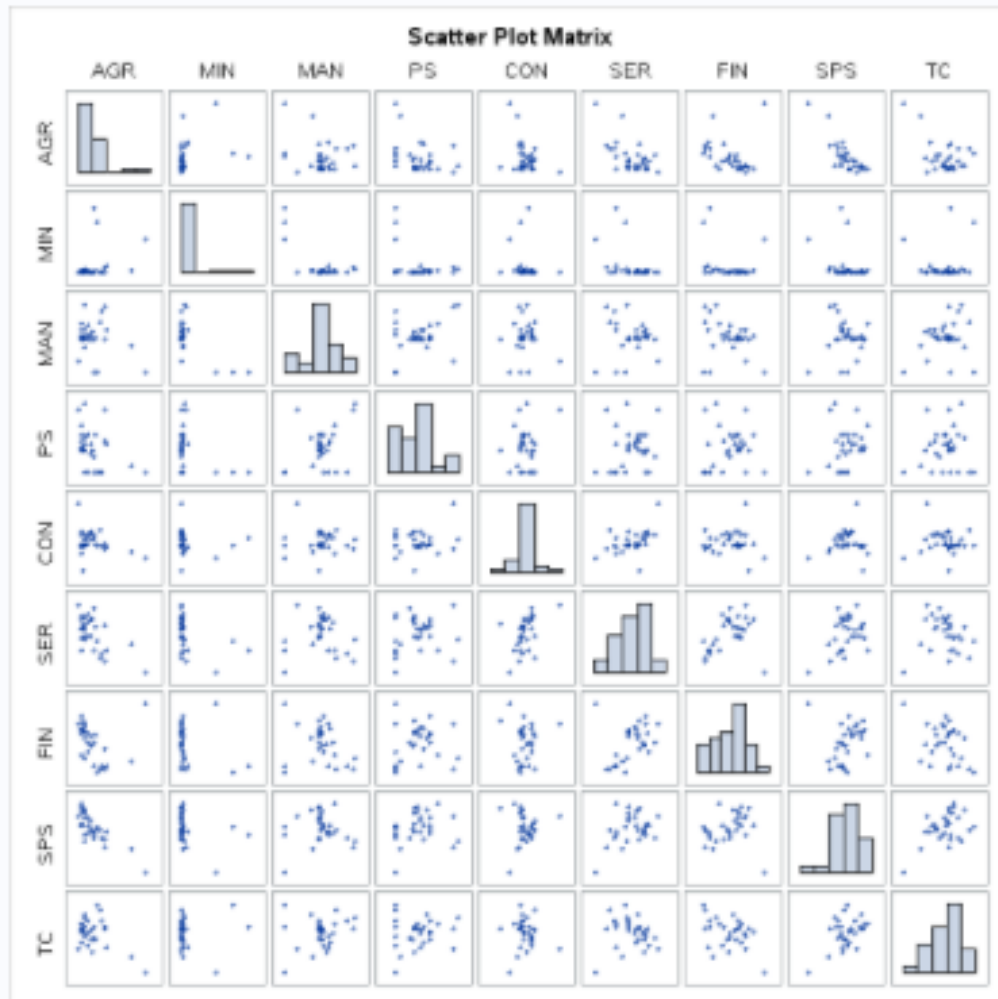 Scatter Plot Matrix
AGR MIN MAN PS CON SER FIN SPS TC
AGR
MIN
MAN
PS
CON
SER
FIN
SPS
TC